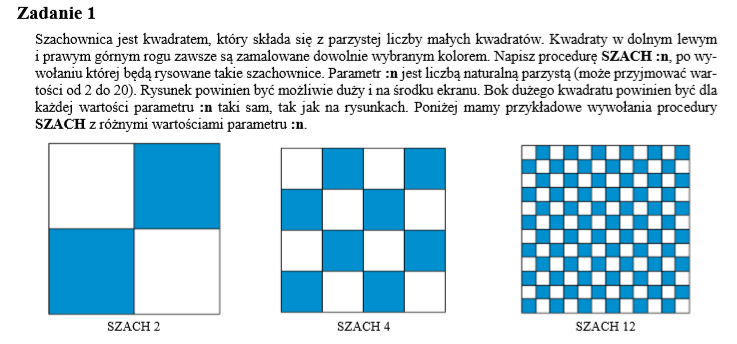 Zadanie 1
Szachownica jest kwadratem, który składa się z parzystej liczby małych kwadratów. Kwadraty w dolnym lewym
i prawym górnym rogu zawsze są zamalowane dowolnie wybranym kolorem. Napisz procedurę SZACH :n, po wy-
wołaniu której będą rysowane takie szachownice. Parametr :n jest liczbą naturalną parzystą (może przyjmować war-
tości od 2 do 20). Rysunek powinien być możliwie duży i na środku ekranu. Bok dużego kwadratu powinien być dla
każdej wartości parametru :n taki sam, tak jak na rysunkach. Poniżej mamy przykładowe wywołania procedury
SZACH z różnymi wartościami parametru :n.
SZACH 2
SZACH 4
SZACH 12